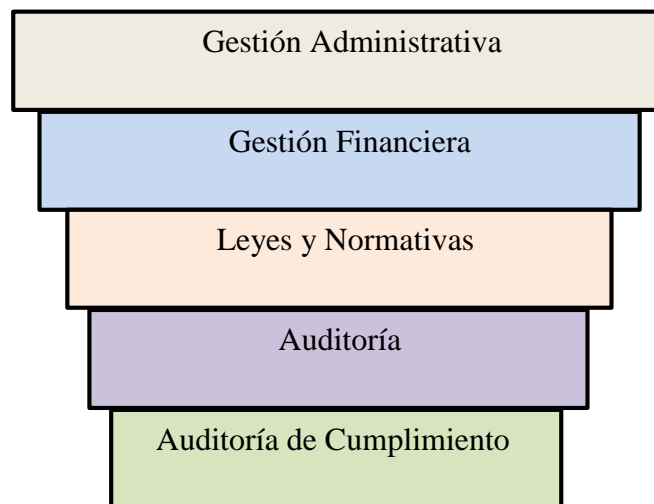 Gestión Administrativa
Gestión Financiera
Leyes y Normativas
Auditoría
Auditoría de Cumplimiento